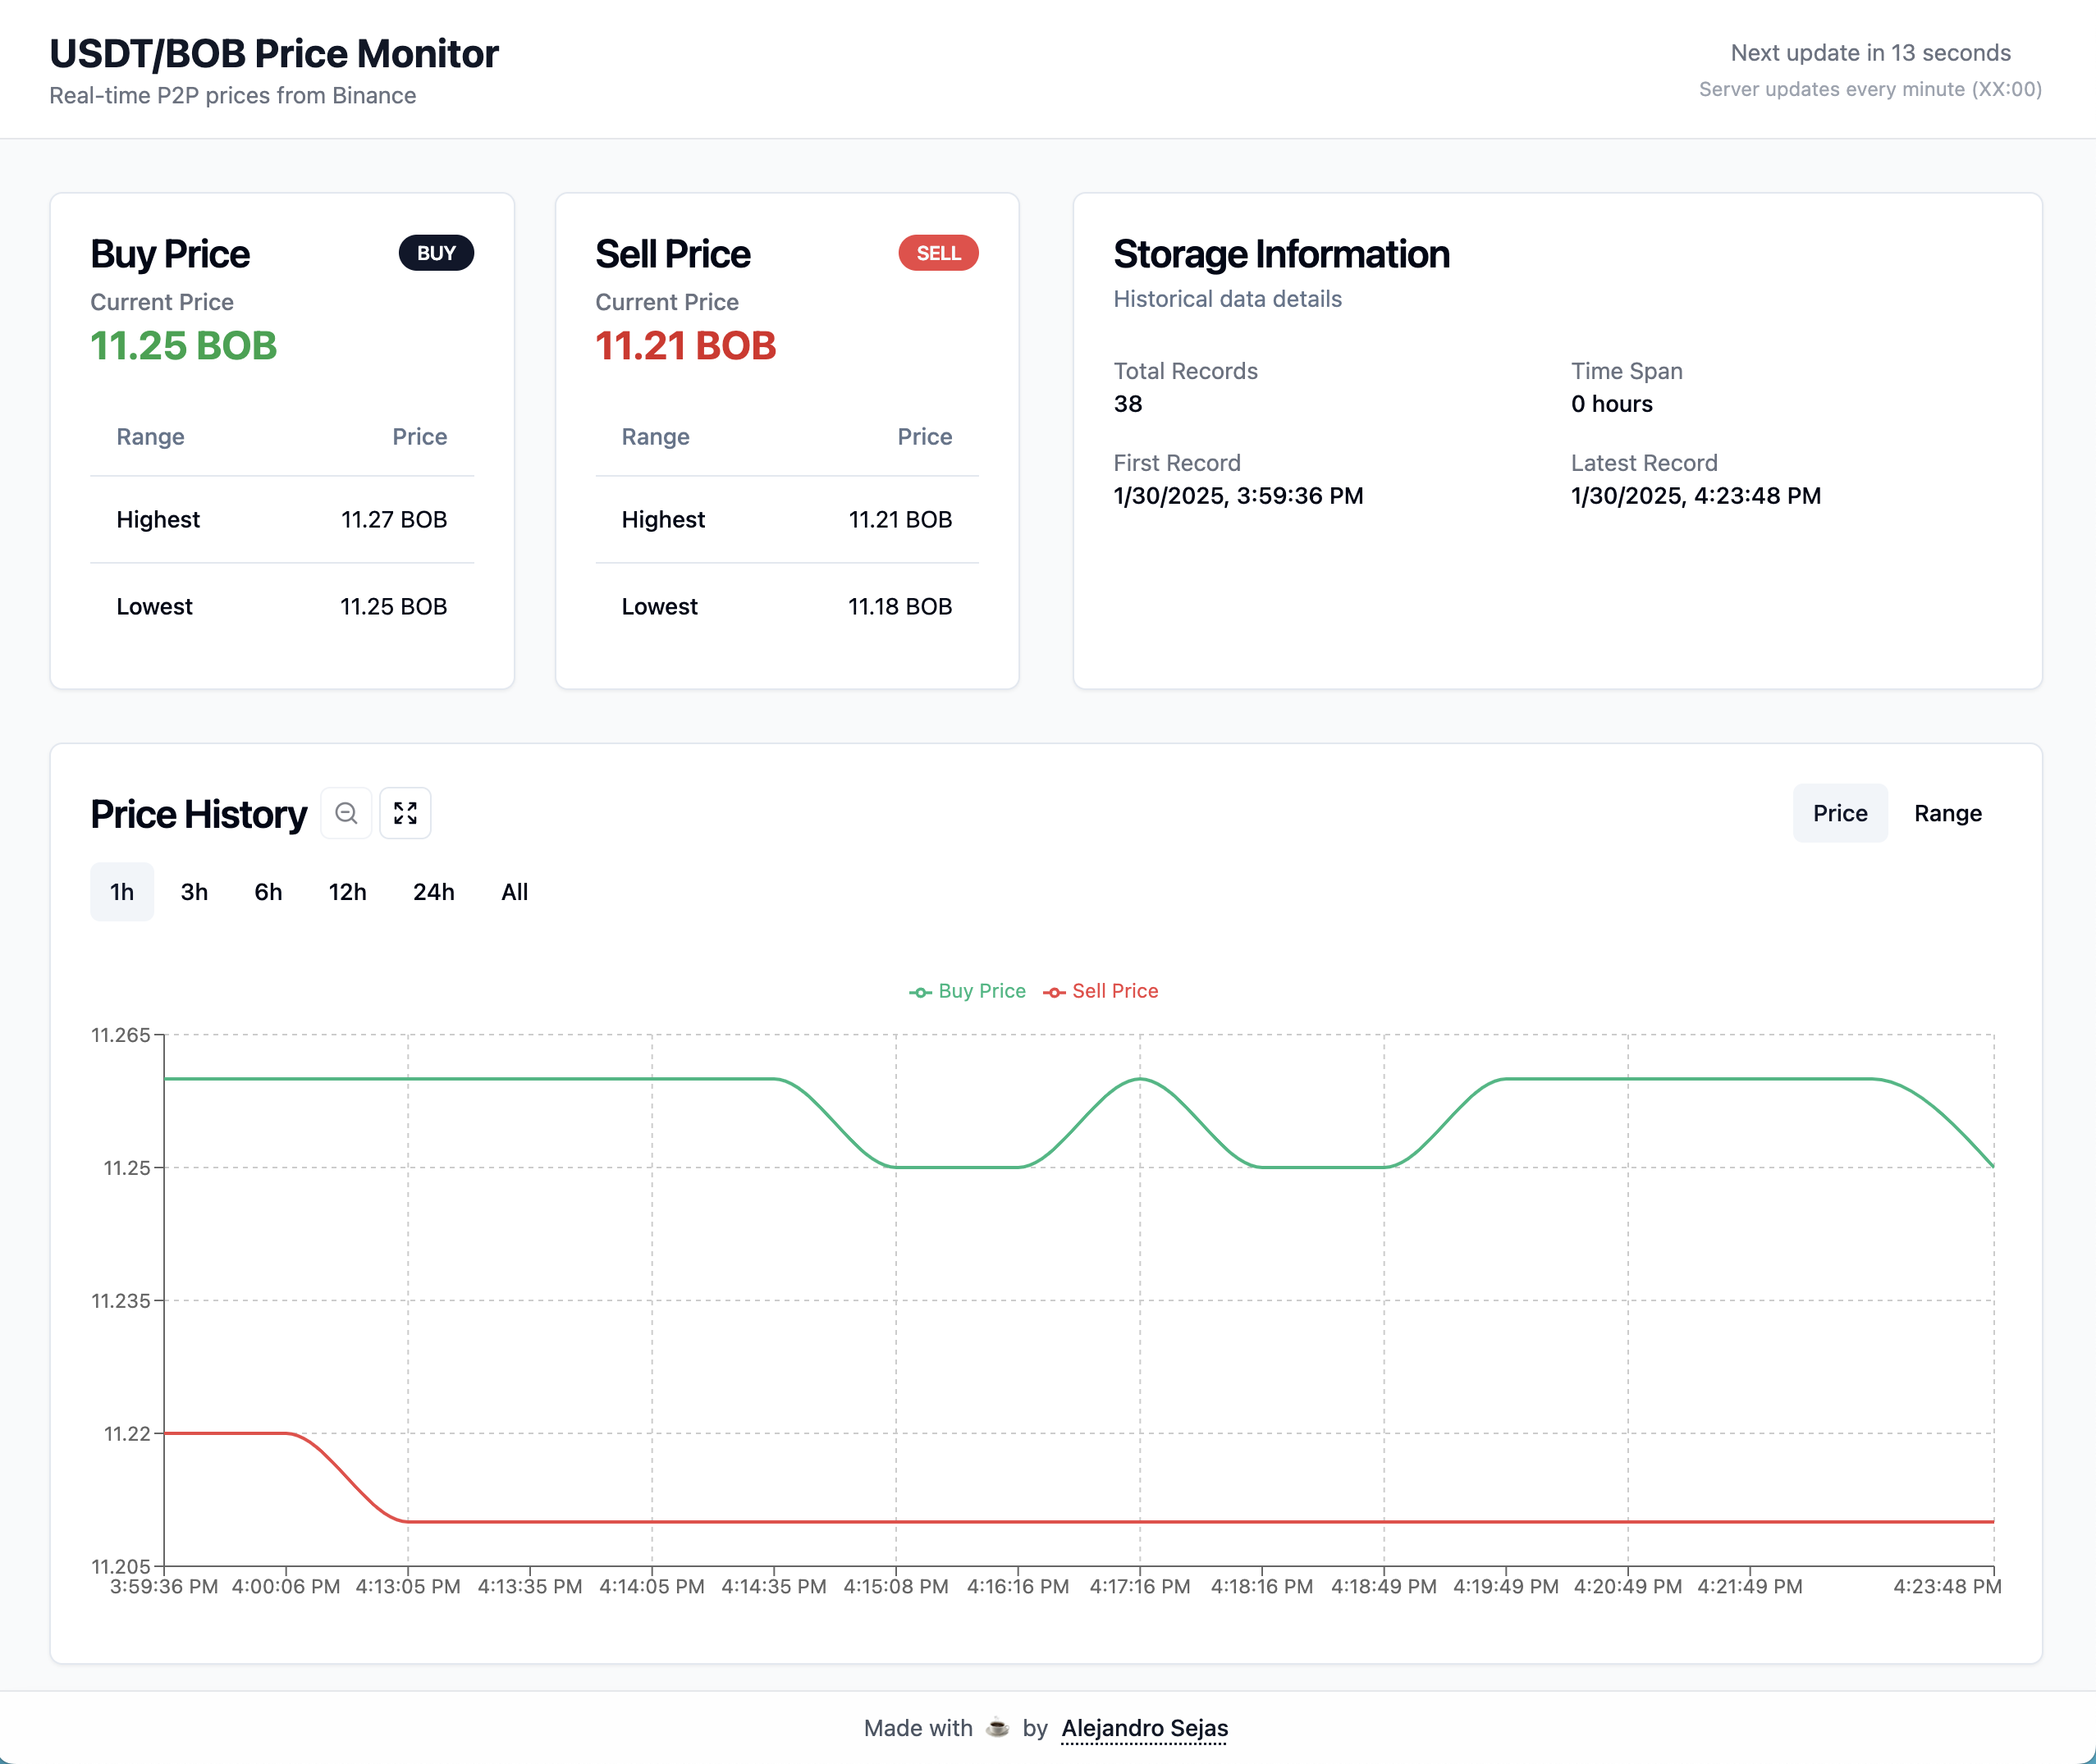 USDT/BOB Price Monitor
Real-time P2P prices from Binance
Next update in 13 seconds
Server updates every minute (XX:00)
Buy Price
BUY
Current Price
11.25 BOB
Range Price
Highest 11.27 BOB
Lowest 11.25 BOB
Sell Price
SELL
Current Price
11.21 BOB
Range Price
Highest 11.21 BOB
Lowest 11.18 BOB
Storage Information
Historical data details
Total Records
38
Time Span
0 hours
First Record
1/30/2025, 3:59:36 PM
Latest Record
1/30/2025, 4:23:48 PM
Price History
Price Range
1h 3h 6h 12h 24h All
Buy Price Sell Price
11.265
11.25
11.235
11.22
11.205
3:59:36 PM 4:00:06 PM 4:13:05 PM 4:13:35 PM 4:14:05 PM 4:14:35 PM 4:15:08 PM 4:16:16 PM 4:17:16 PM 4:18:16 PM 4:18:49 PM 4:19:49 PM 4:20:49 PM 4:21:49 PM 4:23:48 PM
Made with ☕ by Alejandro Sejas